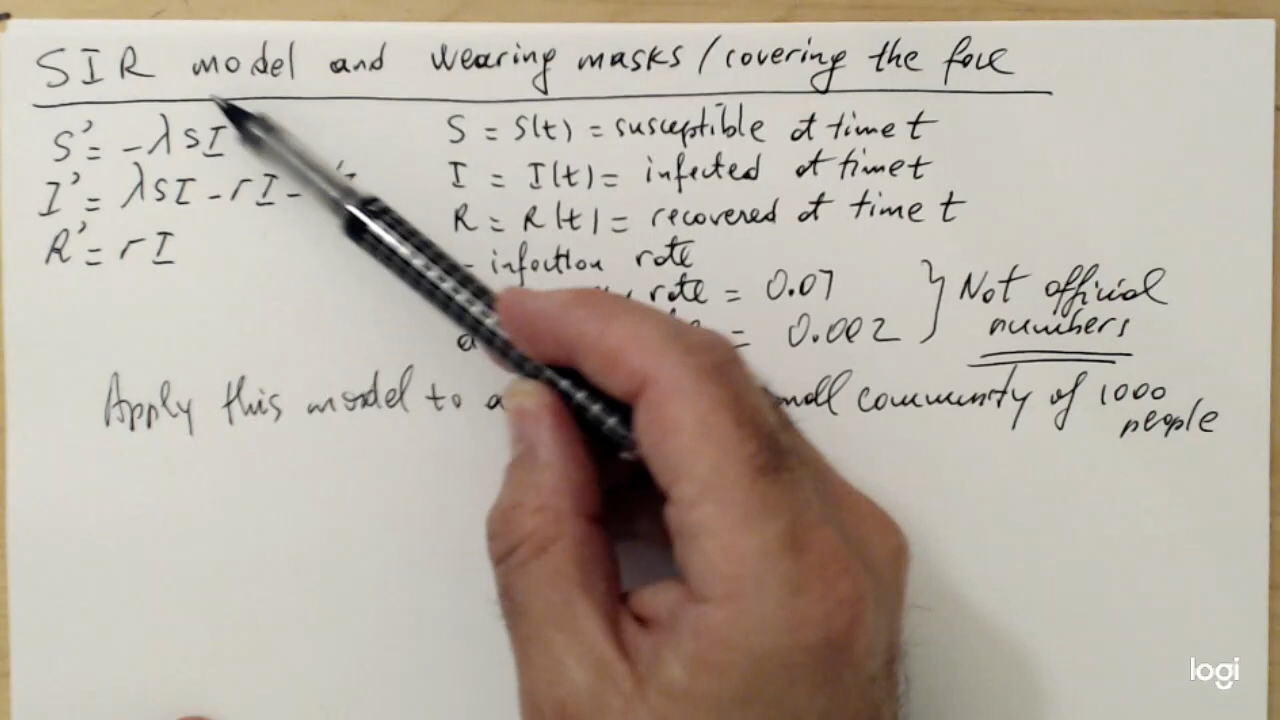 SIR model and wearing masks / covering the face
S' = -λSI
I' = λSI - rI -
R' = rI
S = S(t) = susceptible at time t
I = I(t) = infected at time t
R = R(t) = recovered at time t
- infection rate
rate = 0.07
= 0.002
} Not official
numbers
Apply this model to a small community of 1000
people
logi